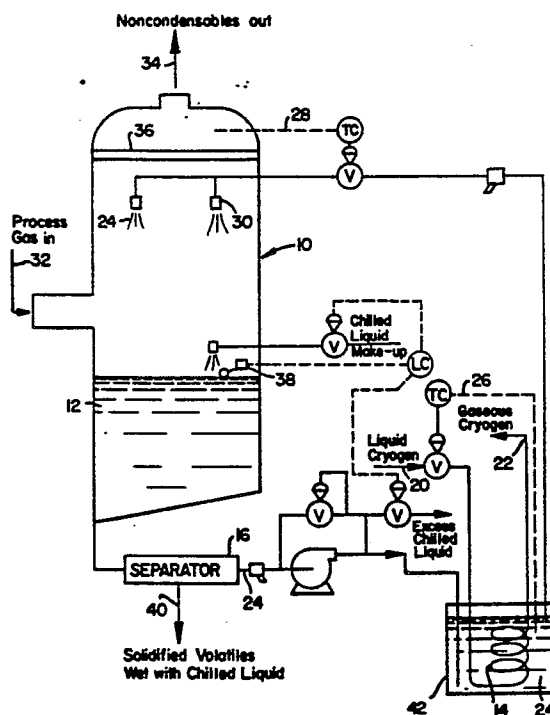 Noncondensables out
34
28
TC
36
V
24
30
Process
Gas in
32
10
Chilled
Liquid
Make-up
V
LC
38
12
TC
26
Gaseous
Cryogen
Liquid
Cryogen
V
20
22
16
V
V
SEPARATOR
24
Excess
Chilled
Liquid
40
Solidified Volatiles
Wet with Chilled Liquid
42
14
24